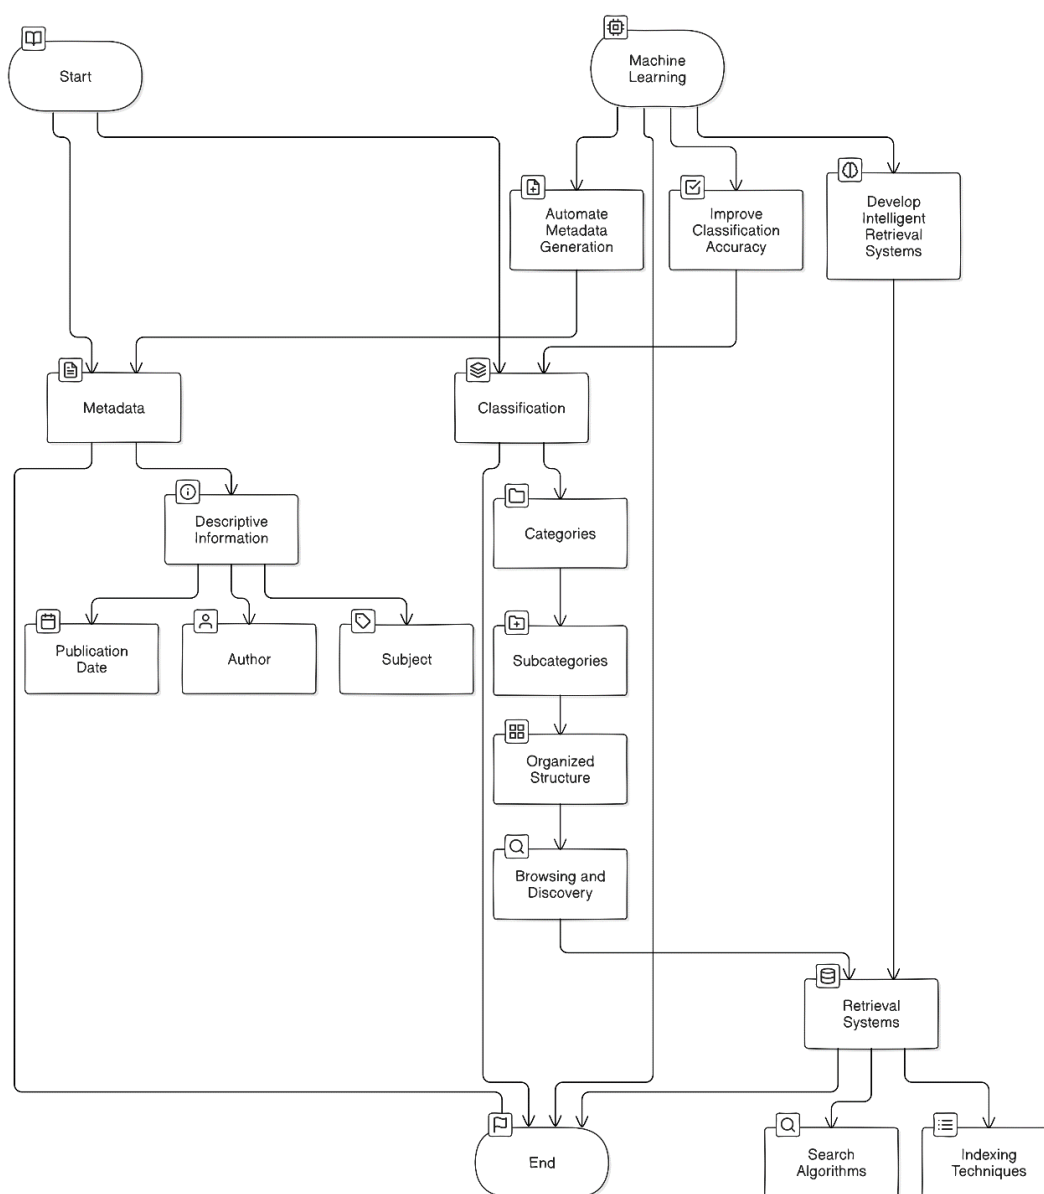 Start
Machine
Learning
Automate
Metadata
Generation
Improve
Classification
Accuracy
Develop
Intelligent
Retrieval
Systems
Metadata
Classification
Descriptive
Information
Categories
Publication
Date
Author
Subject
Subcategories
Organized
Structure
Browsing and
Discovery
Retrieval
Systems
End
Search
Algorithms
Indexing
Techniques